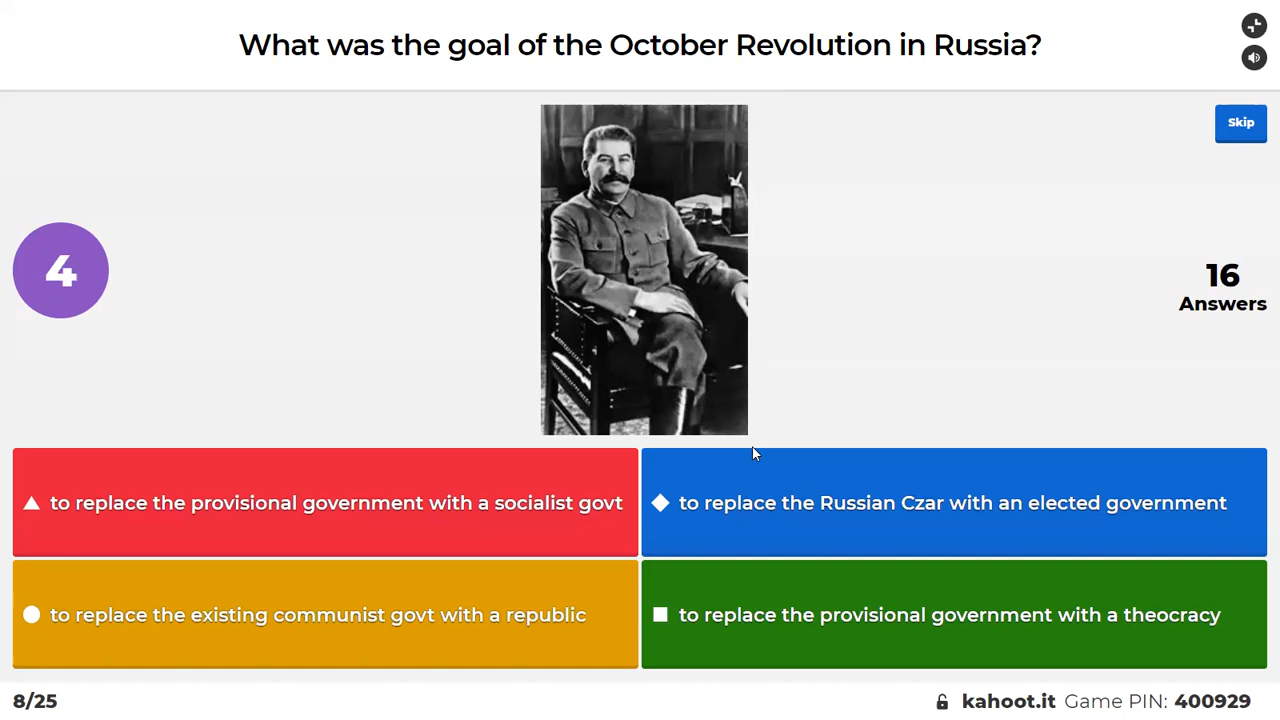 What was the goal of the October Revolution in Russia?
Skip
4
16
Answers
to replace the provisional government with a socialist govt
to replace the Russian Czar with an elected government
to replace the existing communist govt with a republic
to replace the provisional government with a theocracy
8/25
kahoot.it Game PIN: 400929